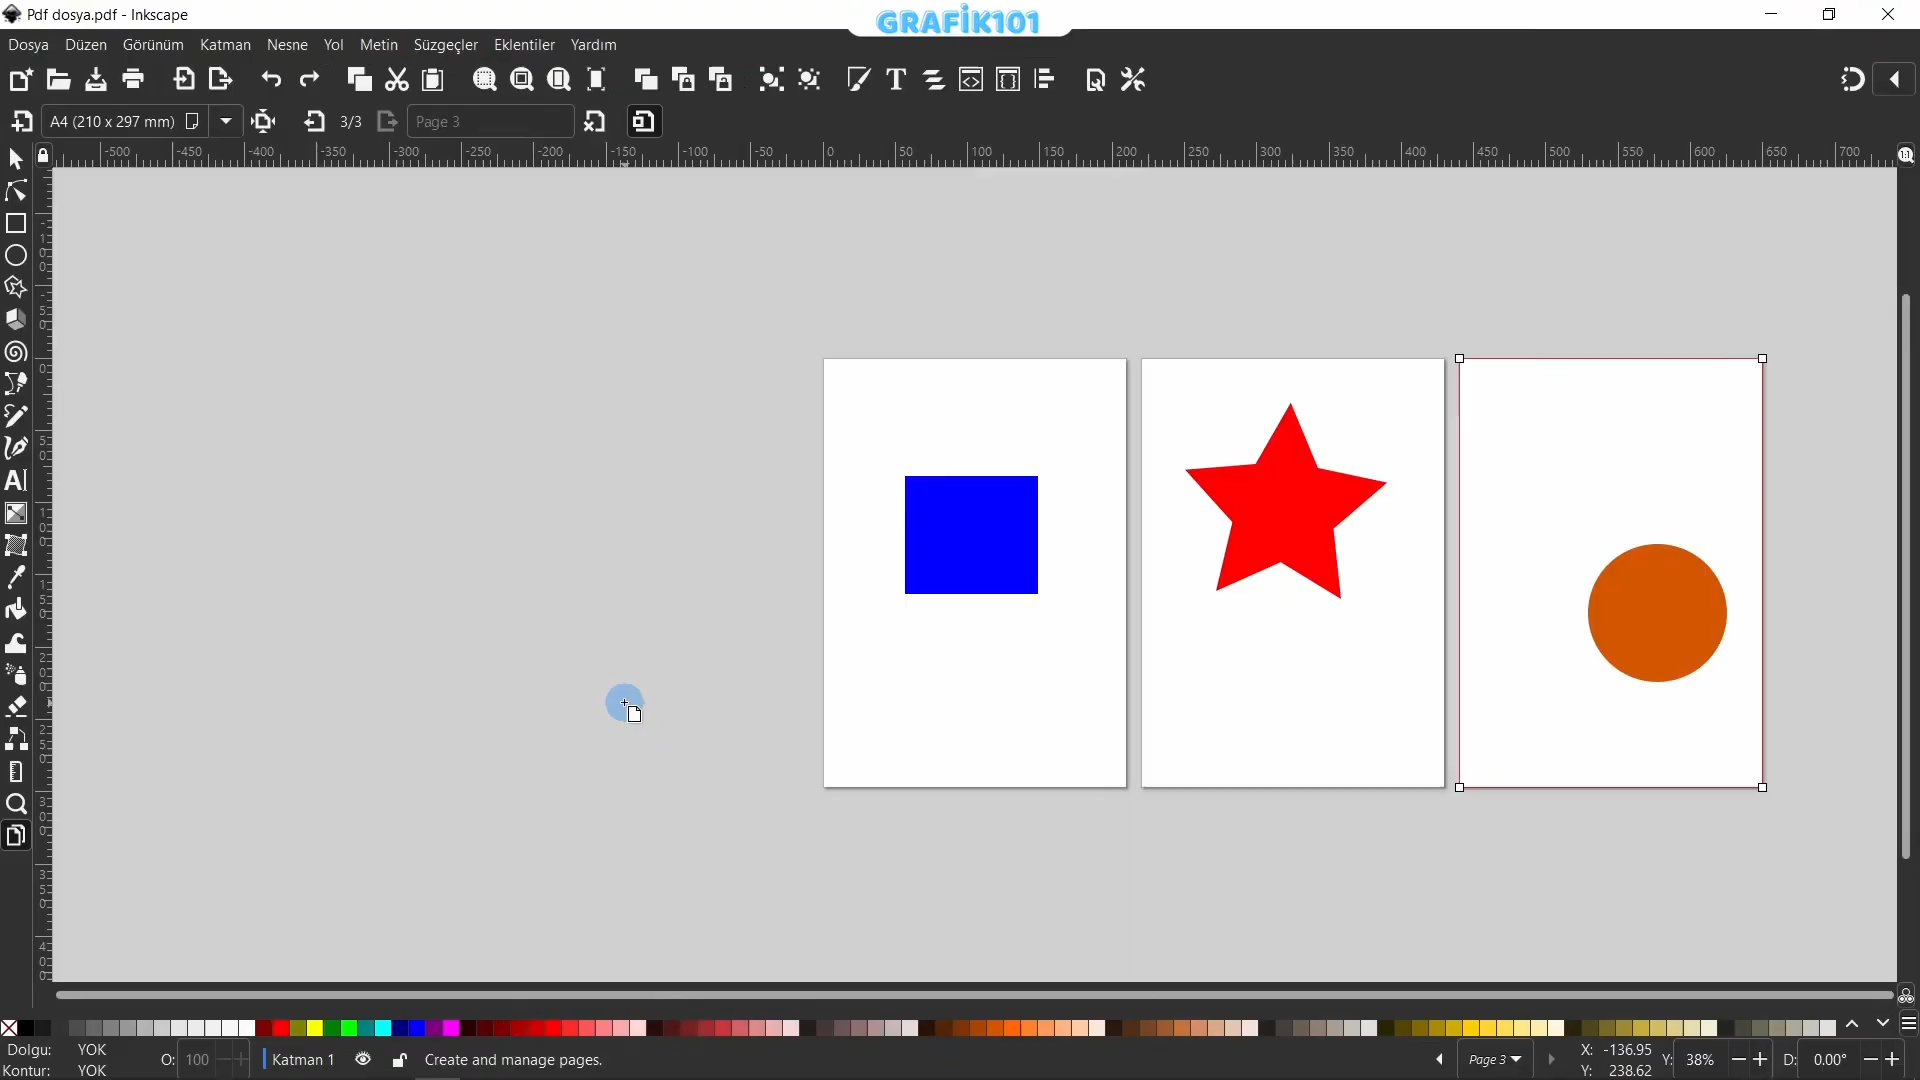 Pdf dosya.pdf - Inkscape
GRAFİK101
Dosya Düzen Görünüm Katman Nesne Yol Metin Süzgeçler Eklentiler Yardım
A4 (210 x 297 mm) 3/3 Page 3
-500 -450 -400 -350 -300 -250 -200 -150 -100 -50 0 50 100 150 200 250 300 350 400 450 500 550 600 650 700
Dolgu: YOK
Kontur: YOK
O: 100
Katman 1
Create and manage pages.
Page 3
X: -136.95
Y: 238.62
Y: 38%
D: 0.00°